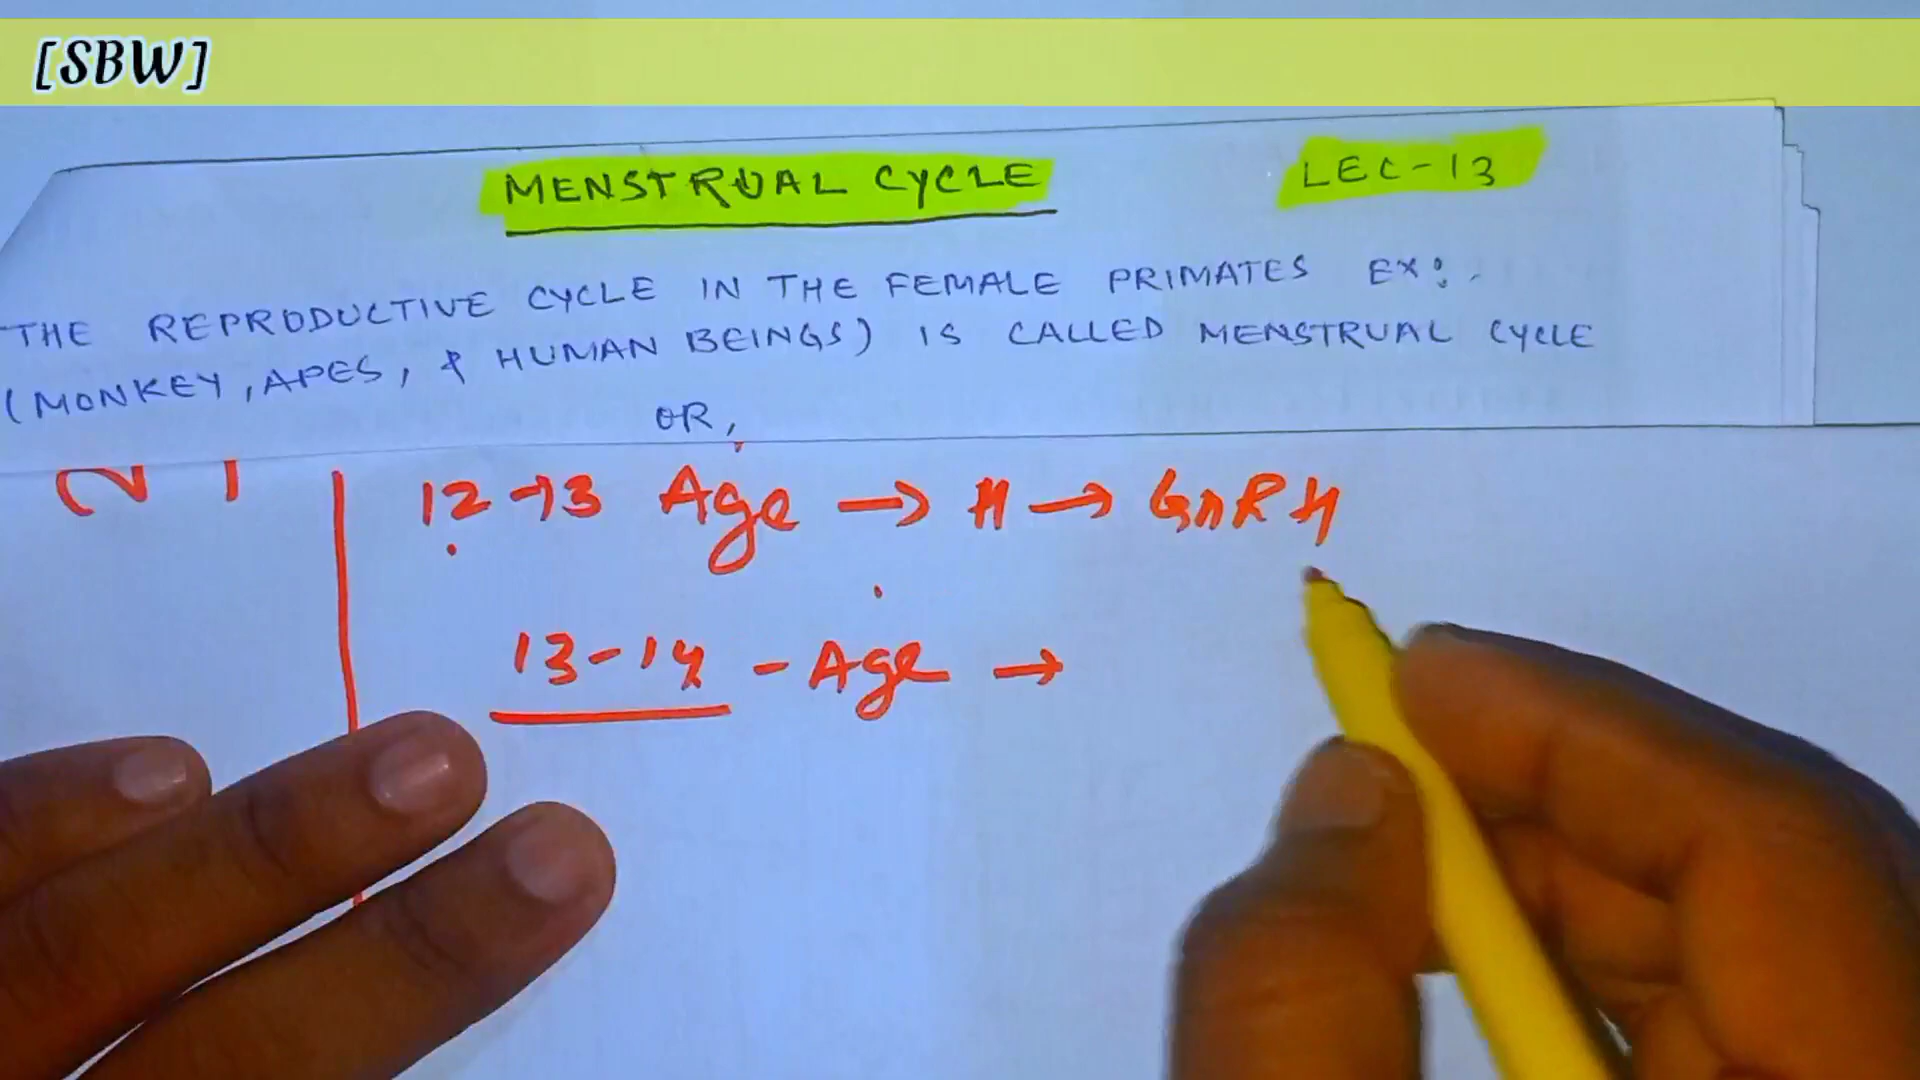 [SBW]
MENSTRUAL CYCLE LEC-13
THE REPRODUCTIVE CYCLE IN THE FEMALE PRIMATES EX:-
(MONKEY, APES, & HUMAN BEINGS) IS CALLED MENSTRUAL CYCLE
OR,
12-13 Age → H → GnRH
13-14 - Age →